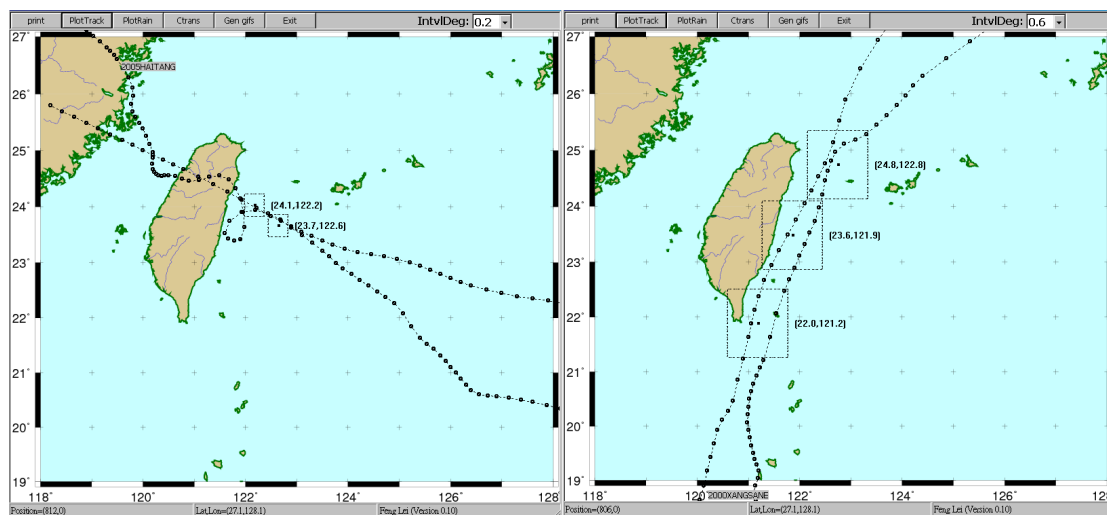 print PlotTrack PlotRain Ctrans Gen gifs Exit IntvlDeg: 0.2
27°
26°
25°
24°
23°
22°
21°
20°
19°
118 120 122 124 126 128
2005HAITANG
(24.1,122.2)
(23.7,122.6)
Position=(812,0) Lat,Lon=(27.1,128.1) Feng Lei (Version 0.10)
print PlotTrack PlotRain Ctrans Gen gifs Exit IntvlDeg: 0.6
27°
26°
25°
24°
23°
22°
21°
20°
19°
118 120 122 124 126 128
(24.8,122.8)
(23.6,121.9)
(22.0,121.2)
2000XANGSANE
Position=(806,0) Lat,Lon=(27.1,128.1) Feng Lei (Version 0.10)